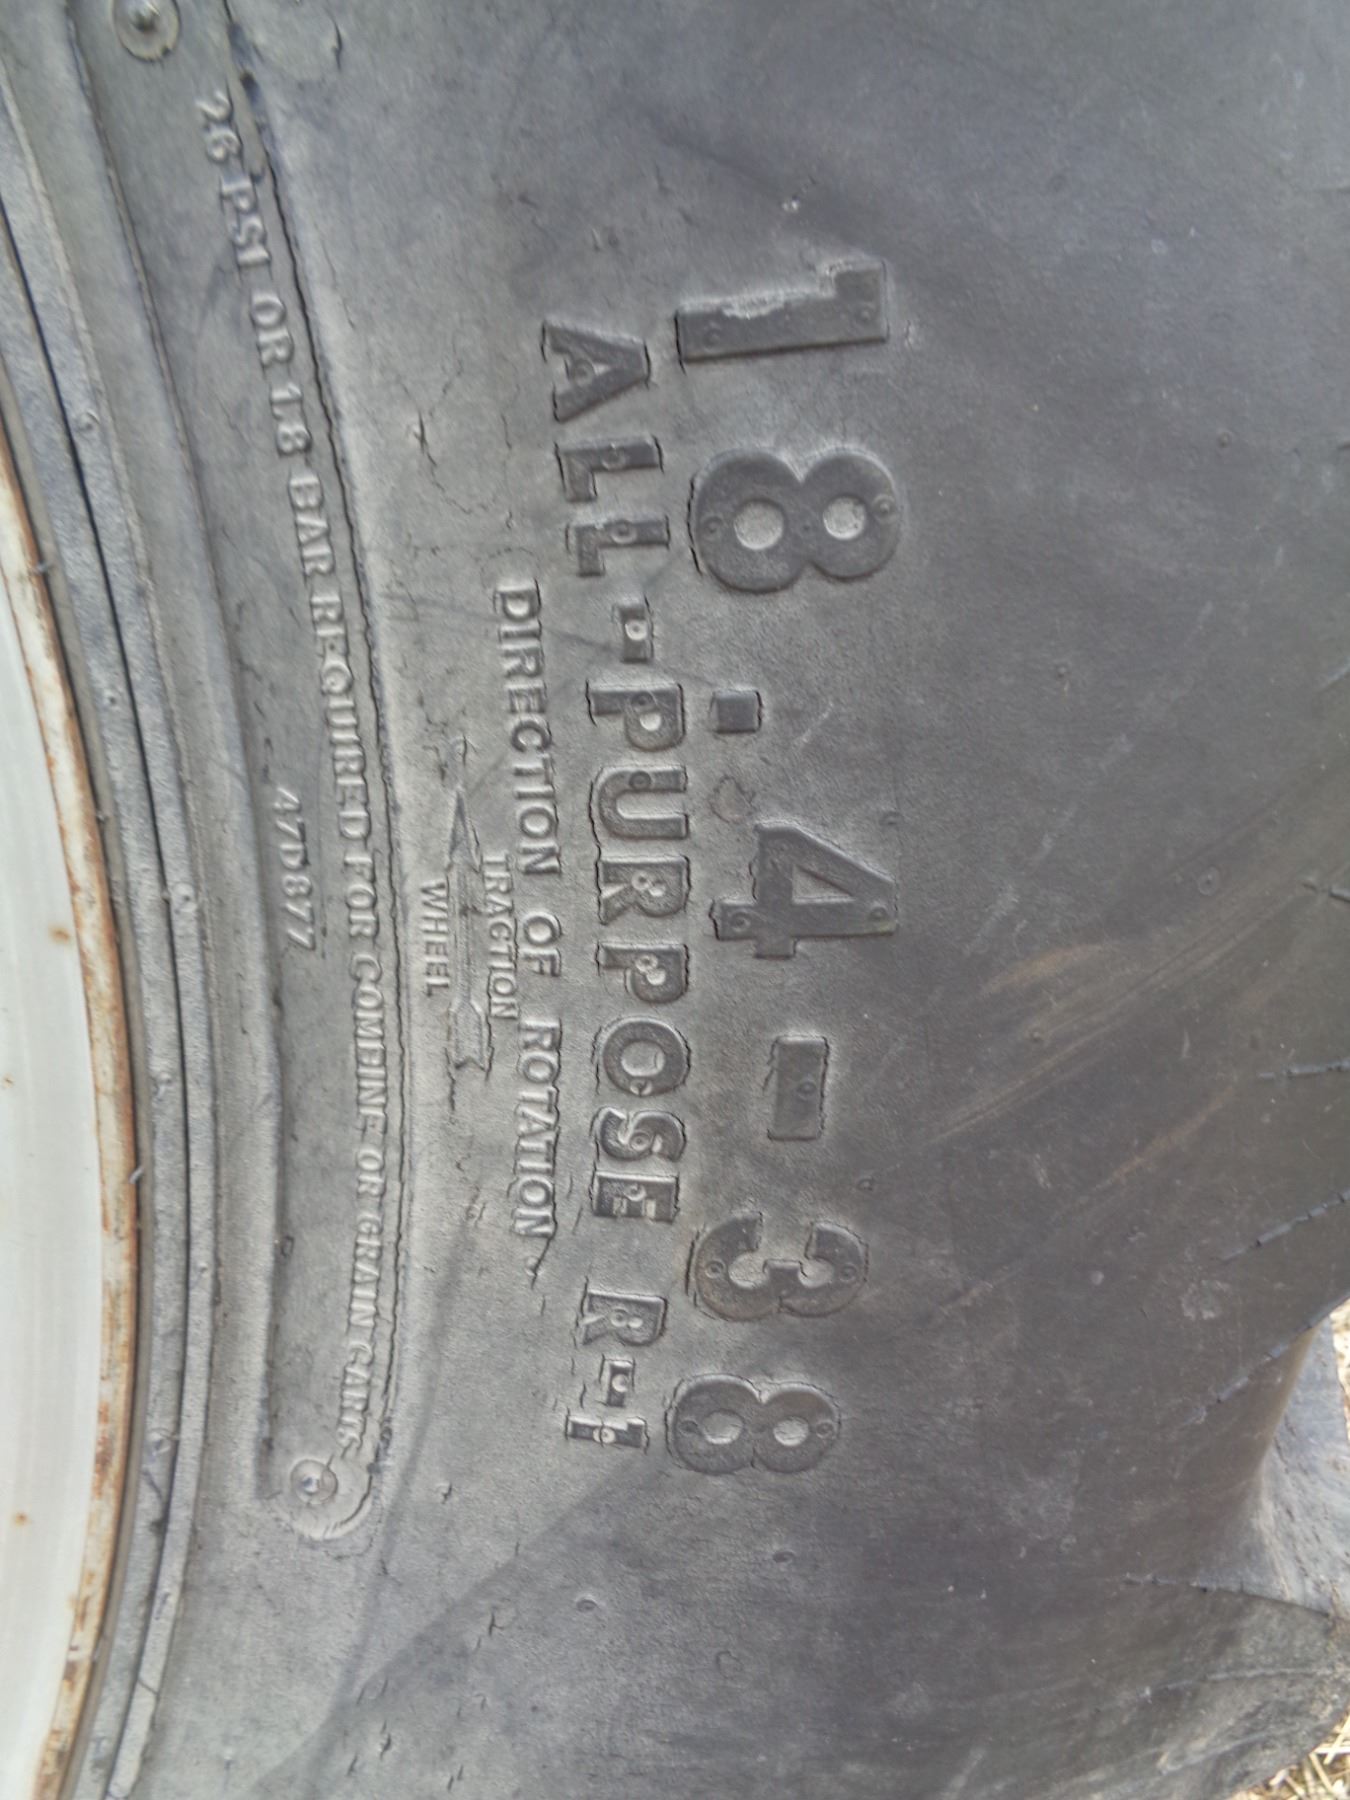 18.4-38
ALL-PURPOSE R-1
DIRECTION OF ROTATION
TRACTION
WHEEL
26 PSI OR 1.8 BAR REQUIRED FOR COMBINE OR GRAIN CARTS
47D877